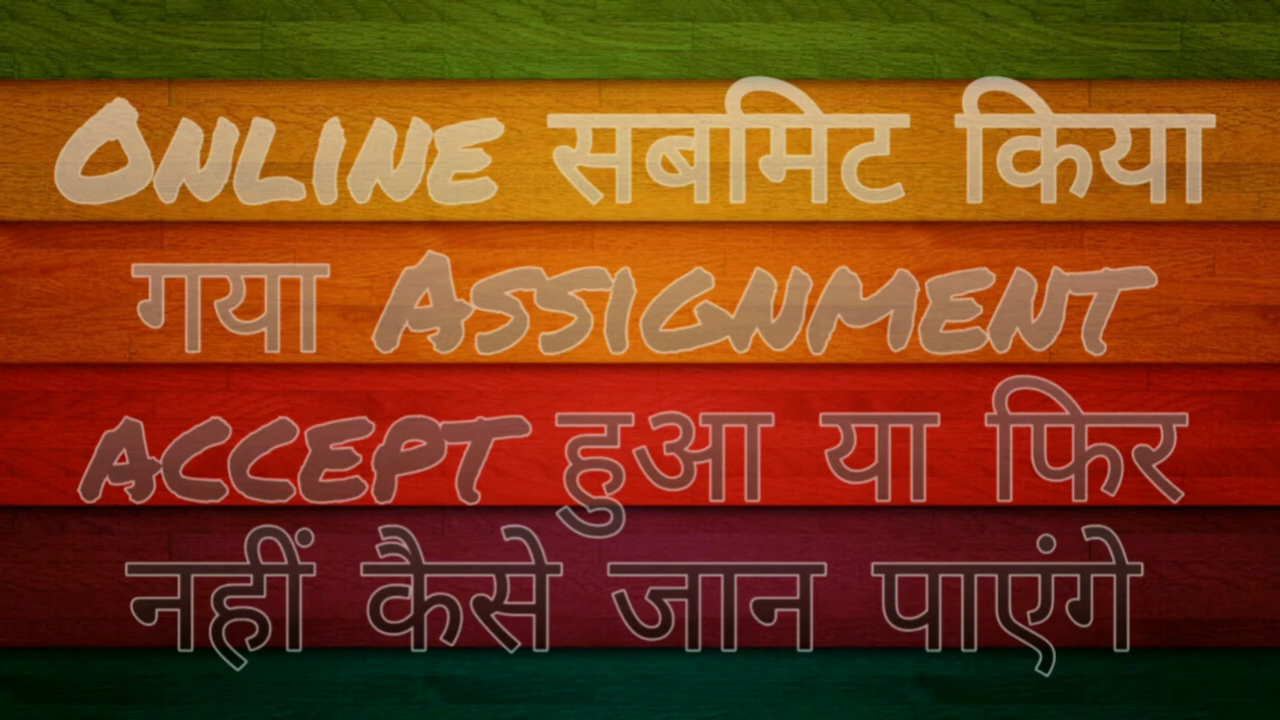 Online सबमिट किया
गया Assignment
accept हुआ या फिर
नहीं कैसे जान पाएंगे